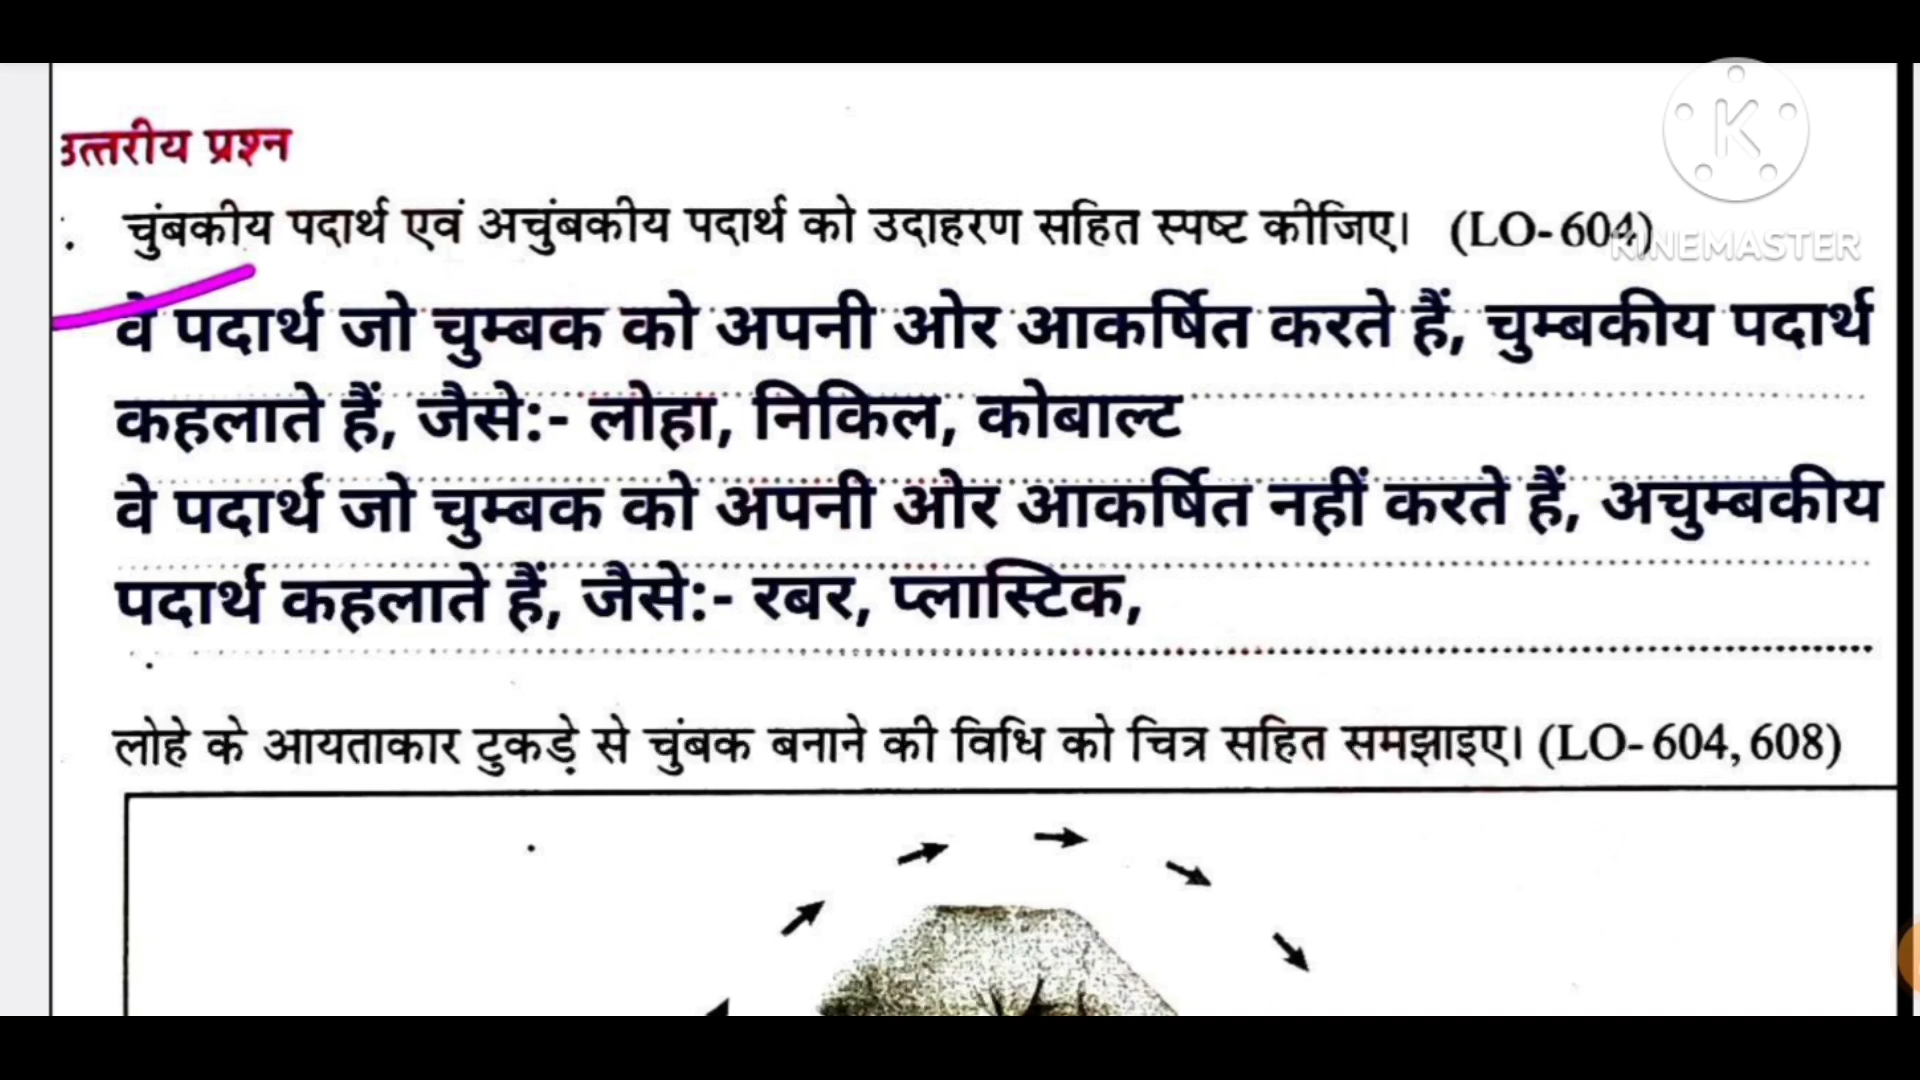 उत्तरीय प्रश्न
चुंबकीय पदार्थ एवं अचुंबकीय पदार्थ को उदाहरण सहित स्पष्ट कीजिए। (LO-604)
KINEMASTER
वे पदार्थ जो चुम्बक को अपनी ओर आकर्षित करते हैं, चुम्बकीय पदार्थ
कहलाते हैं, जैसे:- लोहा, निकिल, कोबाल्ट
वे पदार्थ जो चुम्बक को अपनी ओर आकर्षित नहीं करते हैं, अचुम्बकीय
पदार्थ कहलाते हैं, जैसे:- रबर, प्लास्टिक,
लोहे के आयताकार टुकड़े से चुंबक बनाने की विधि को चित्र सहित समझाइए। (LO-604,608)